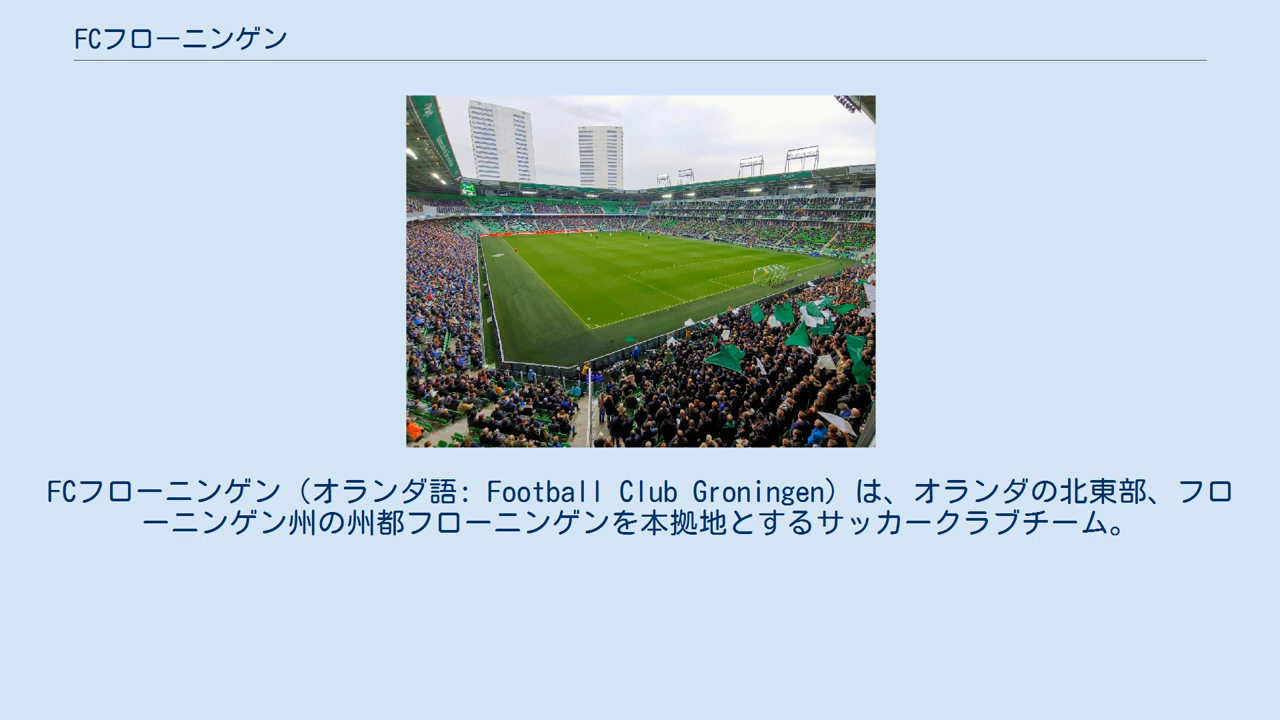 FCフローニンゲン
FCフローニンゲン（オランダ語: Football Club Groningen）は、オランダの北東部、フロ
ーニンゲン州の州都フローニンゲンを本拠地とするサッカークラブチーム。